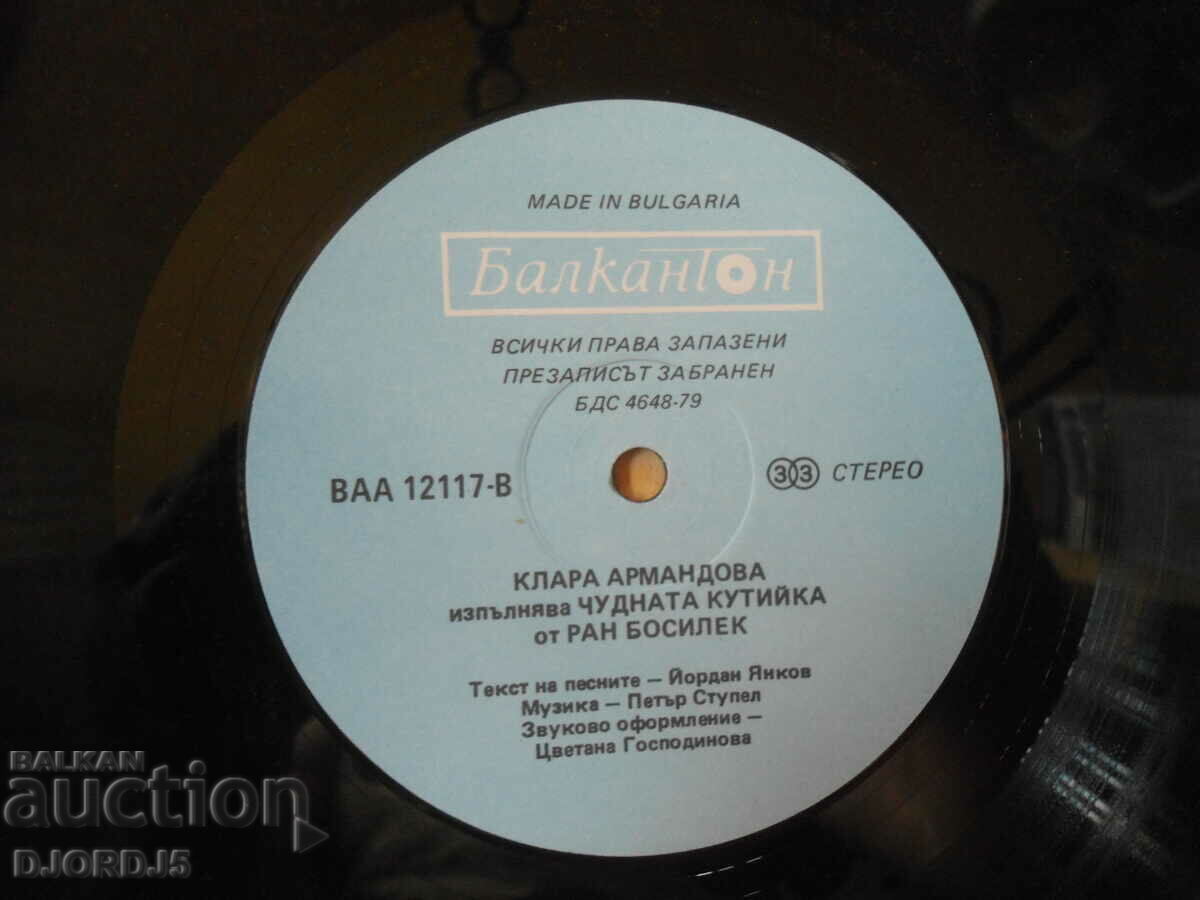 MADE IN BULGARIA
Балкантон
ВСИЧКИ ПРАВА ЗАПАЗЕНИ
ПРЕЗАПИСЪТ ЗАБРАНЕН
БДС 4648-79
ВАА 12117-В
33 СТЕРЕО
КЛАРА АРМАНДОВА
изпълнява ЧУДНАТА КУТИЙКА
от РАН БОСИЛЕК
Текст на песните – Йордан Янков
Музика – Петър Ступел
Звуково оформление –
Цветана Господинова
BALKAN
auction
DJORDJ5